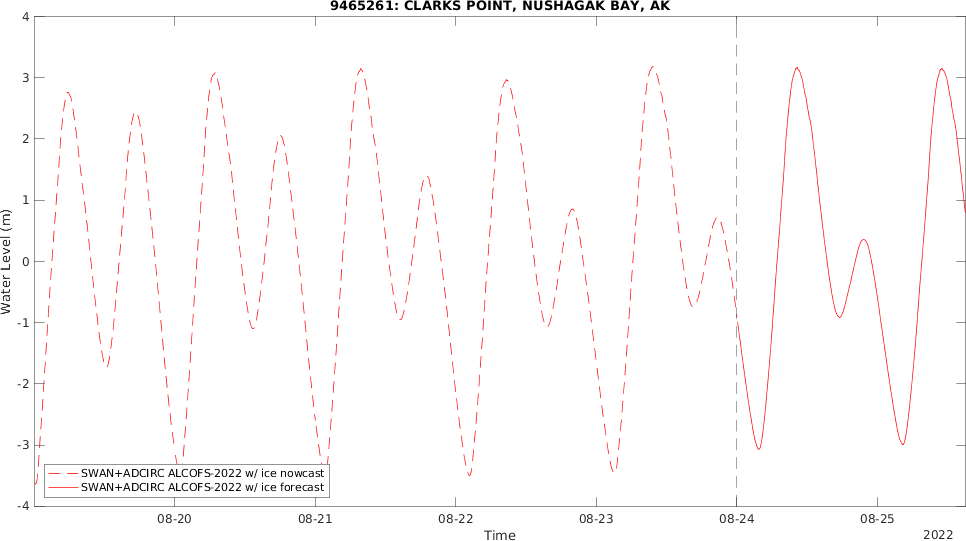 9465261: CLARKS POINT, NUSHAGAK BAY, AK
4
3
2
1
0
-1
-2
-3
-4
Water Level (m)
SWAN+ADCIRC ALCOFS-2022 w/ ice nowcast
SWAN+ADCIRC ALCOFS-2022 w/ ice forecast
08-20 08-21 08-22 08-23 08-24 08-25
Time
2022